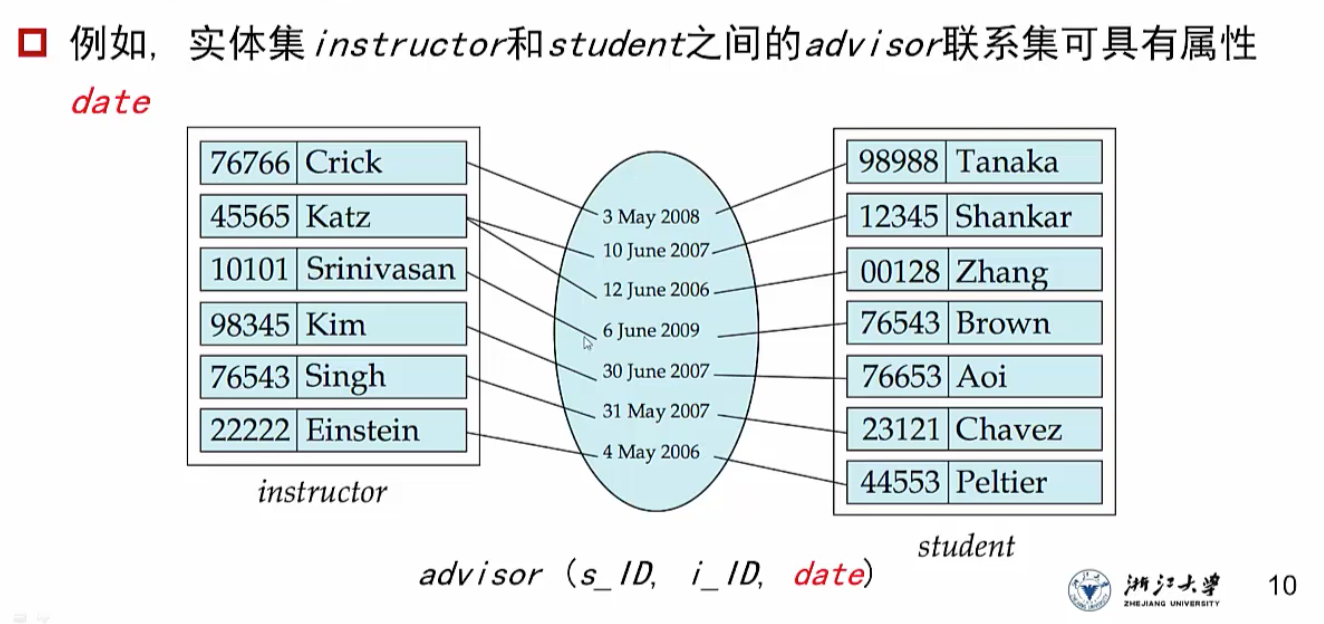 例如, 实体集instructor和student之间的advisor联系集可具有属性
date
76766 Crick
45565 Katz
10101 Srinivasan
98345 Kim
76543 Singh
22222 Einstein
instructor
3 May 2008
10 June 2007
12 June 2006
6 June 2009
30 June 2007
31 May 2007
4 May 2006
98988 Tanaka
12345 Shankar
00128 Zhang
76543 Brown
76653 Aoi
23121 Chavez
44553 Peltier
student
advisor (s_ID, i_ID, date)
浙江大学
ZHEJIANG UNIVERSITY
10